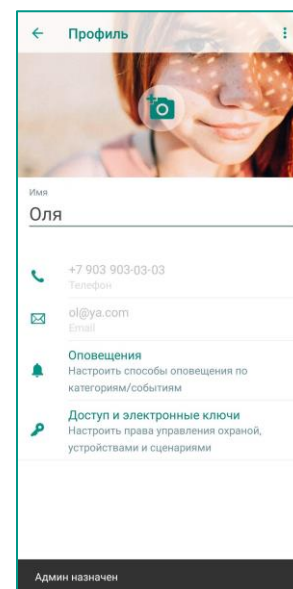 Профиль
Имя
Оля
+7 903 903-03-03
Телефон
ol@ya.com
Email
Оповещения
Настроить способы оповещения по
категориям/событиям
Доступ и электронные ключи
Настроить права управления охраной,
устройствами и сценариями
Админ назначен